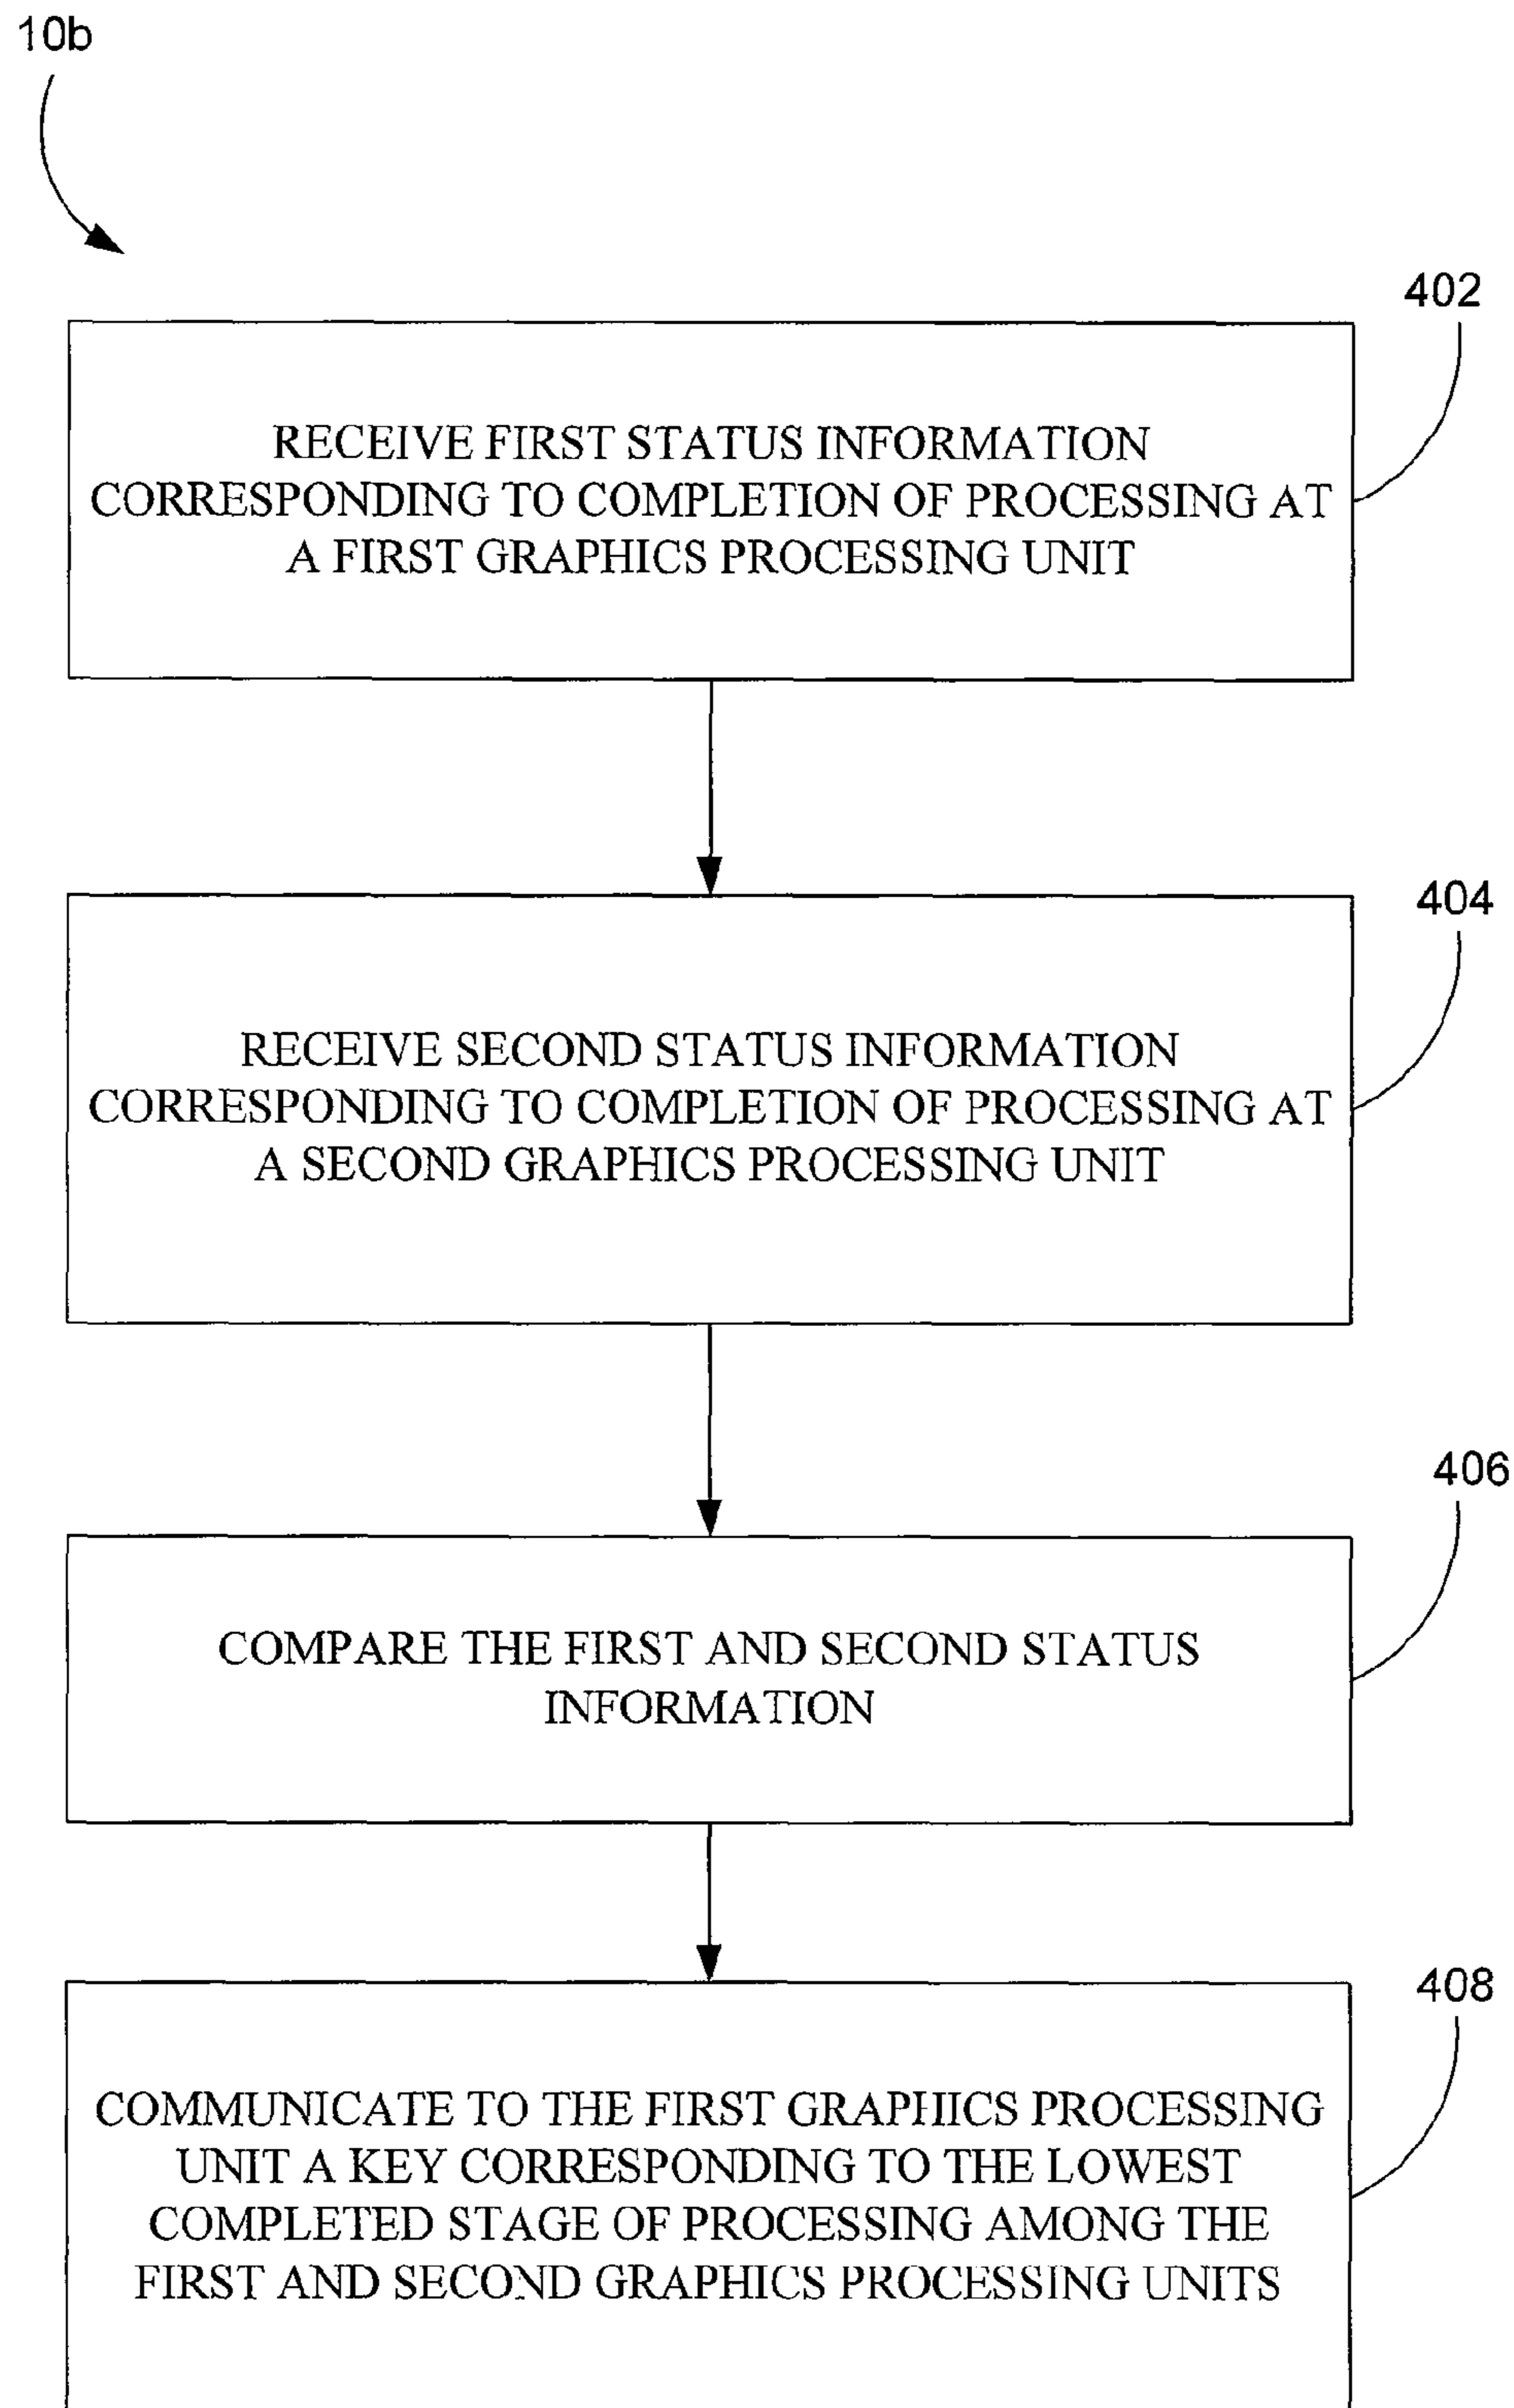 10b
402
RECEIVE FIRST STATUS INFORMATION
CORRESPONDING TO COMPLETION OF PROCESSING AT
A FIRST GRAPHICS PROCESSING UNIT
404
RECEIVE SECOND STATUS INFORMATION
CORRESPONDING TO COMPLETION OF PROCESSING AT
A SECOND GRAPHICS PROCESSING UNIT
406
COMPARE THE FIRST AND SECOND STATUS
INFORMATION
408
COMMUNICATE TO THE FIRST GRAPHICS PROCESSING
UNIT A KEY CORRESPONDING TO THE LOWEST
COMPLETED STAGE OF PROCESSING AMONG THE
FIRST AND SECOND GRAPHICS PROCESSING UNITS